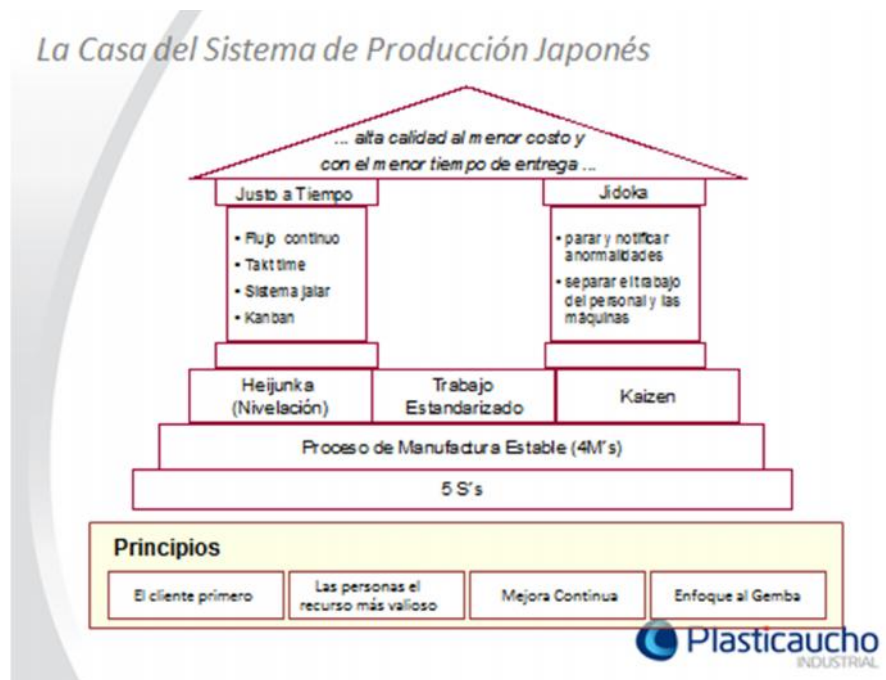 La Casa del Sistema de Producción Japonés
... alta calidad al menor costo y
con el menor tiempo de entrega ...
Justo a Tiempo
• Flujo continuo
• Takt time
• Sistema jalar
• Kanban
Jidoka
• parar y notificar
anormalidades
• separar el trabajo
del personal y las
máquinas
Heijunka
(Nivelación)
Trabajo
Estandarizado
Kaizen
Proceso de Manufactura Estable (4M's)
5 S's
Principios
El cliente primero
Las personas el
recurso más valioso
Mejora Continua
Enfoque al Gemba
Plasticaucho
INDUSTRIAL